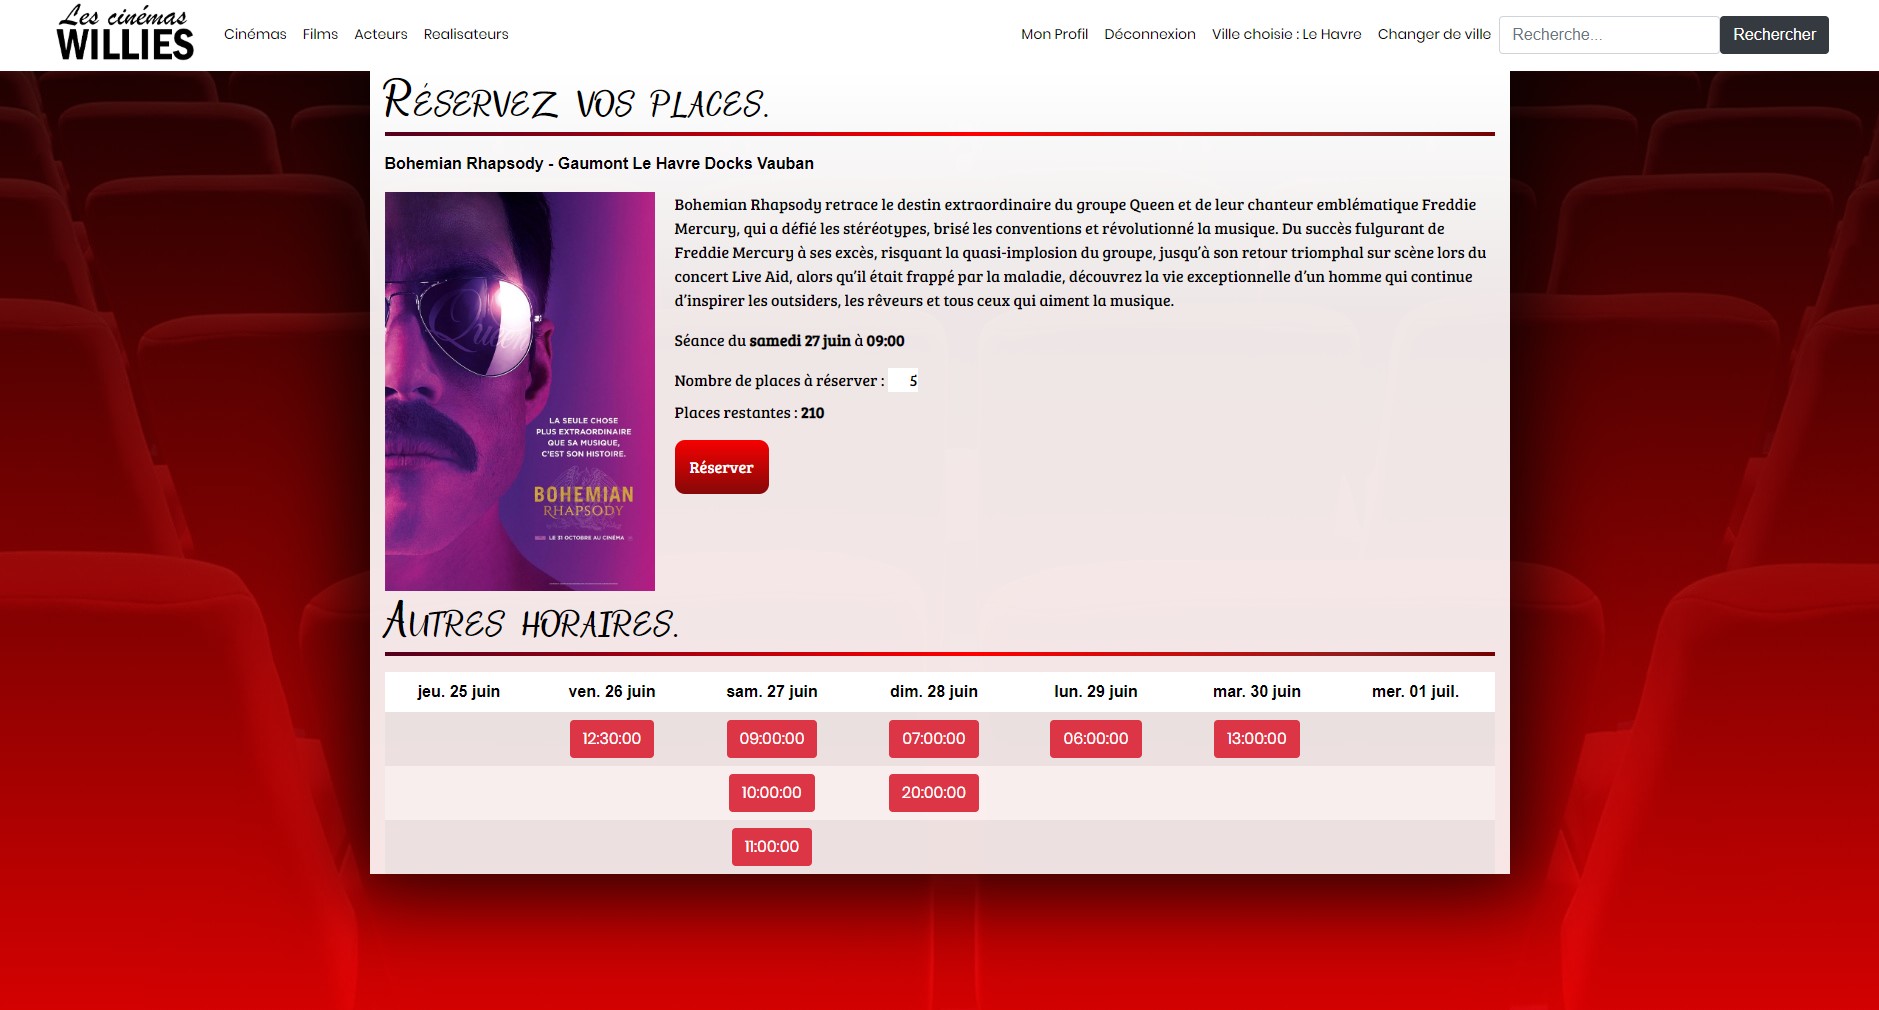 Les cinémas
WILLIES
Cinémas Films Acteurs Realisateurs
Mon Profil Déconnexion Ville choisie : Le Havre Changer de ville Recherche... Rechercher
Réservez vos places.
Bohemian Rhapsody - Gaumont Le Havre Docks Vauban
Bohemian Rhapsody retrace le destin extraordinaire du groupe Queen et de leur chanteur emblématique Freddie
Mercury, qui a défié les stéréotypes, brisé les conventions et révolutionné la musique. Du succès fulgurant de
Freddie Mercury à ses excès, risquant la quasi-implosion du groupe, jusqu’à son retour triomphal sur scène lors du
concert Live Aid, alors qu’il était frappé par la maladie, découvrez la vie exceptionnelle d’un homme qui continue
d’inspirer les outsiders, les rêveurs et tous ceux qui aiment la musique.
Séance du samedi 27 juin à 09:00
Nombre de places à réserver : 5
Places restantes : 210
Réserver
Queen
LA SEULE CHOSE
PLUS EXTRAORDINAIRE
QUE SA MUSIQUE,
C'EST SON HISTOIRE.
BOHEMIAN
RHAPSODY
LE 31 OCTOBRE AU CINÉMA
Autres horaires.
jeu. 25 juin ven. 26 juin sam. 27 juin dim. 28 juin lun. 29 juin mar. 30 juin mer. 01 juil.
12:30:00 09:00:00 07:00:00 06:00:00 13:00:00
10:00:00 20:00:00
11:00:00